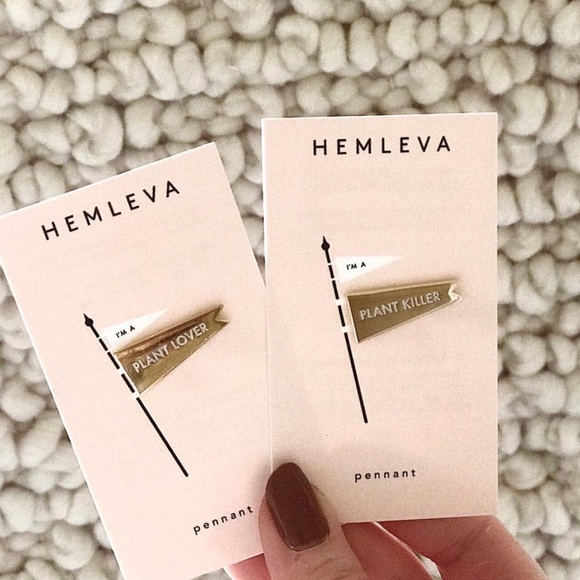 HEMLEVA
I'M A
PLANT LOVER
pennant
HEMLEVA
I'M A
PLANT KILLER
pennant